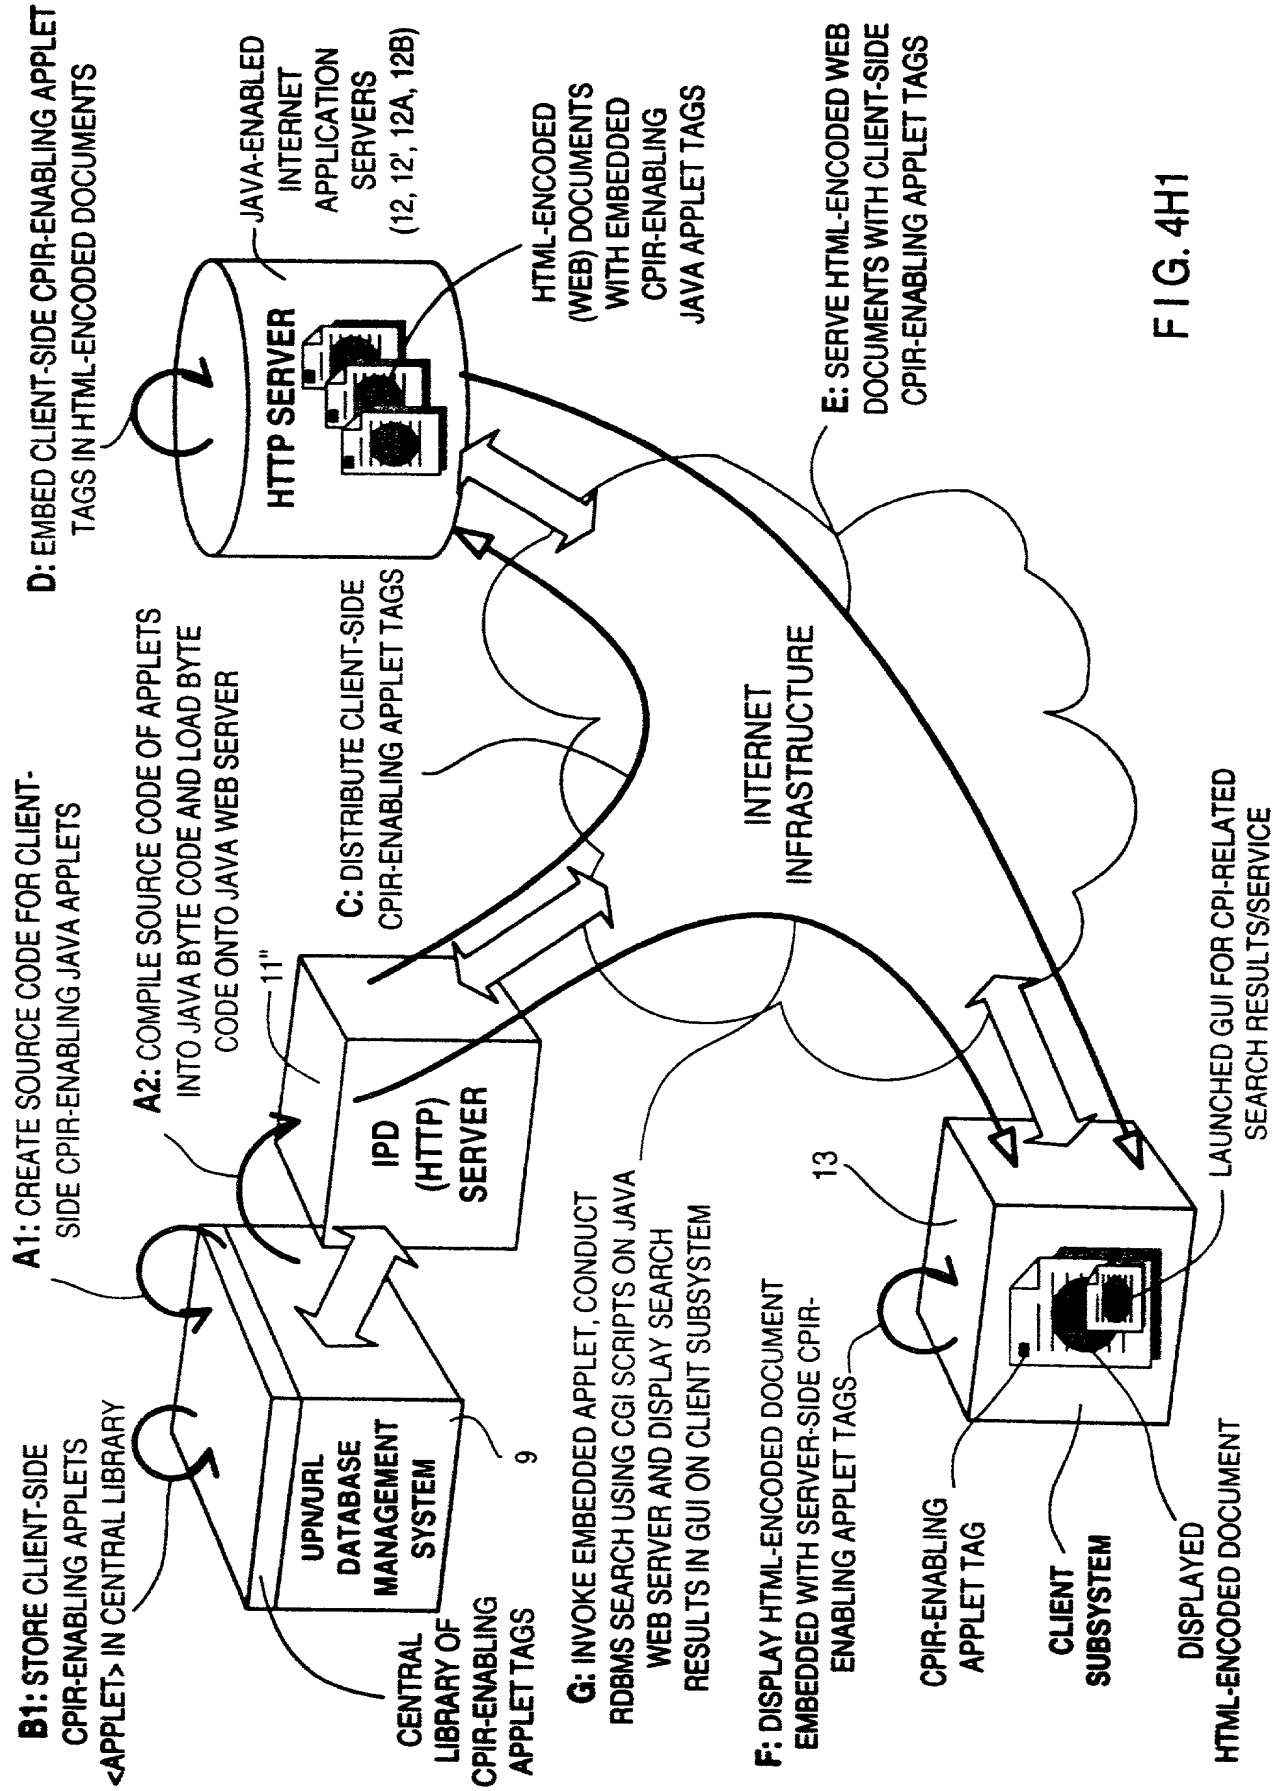 B1: STORE CLIENT-SIDE
CPIR-ENABLING APPLETS
<APPLET> IN CENTRAL LIBRARY
A1: CREATE SOURCE CODE FOR CLIENT-
SIDE CPIR-ENABLING JAVA APPLETS
A2: COMPILE SOURCE CODE OF APPLETS
INTO JAVA BYTE CODE AND LOAD BYTE
CODE ONTO JAVA WEB SERVER
D: EMBED CLIENT-SIDE CPIR-ENABLING APPLET
TAGS IN HTML-ENCODED DOCUMENTS
JAVA-ENABLED
INTERNET
APPLICATION
SERVERS
(12, 12', 12A, 12B)
HTTP SERVER
HTML-ENCODED
(WEB) DOCUMENTS
WITH EMBEDDED
CPIR-ENABLING
JAVA APPLET TAGS
C: DISTRIBUTE CLIENT-SIDE
CPIR-ENABLING APPLET TAGS
11"
IPD
(HTTP)
SERVER
UPN/URL
DATABASE
MANAGEMENT
SYSTEM
9
CENTRAL
LIBRARY OF
CPIR-ENABLING
APPLET TAGS
G: INVOKE EMBEDDED APPLET, CONDUCT
RDBMS SEARCH USING CGI SCRIPTS ON JAVA
WEB SERVER AND DISPLAY SEARCH
RESULTS IN GUI ON CLIENT SUBSYSTEM
INTERNET
INFRASTRUCTURE
E: SERVE HTML-ENCODED WEB
DOCUMENTS WITH CLIENT-SIDE
CPIR-ENABLING APPLET TAGS
F: DISPLAY HTML-ENCODED DOCUMENT
EMBEDDED WITH SERVER-SIDE CPIR-
ENABLING APPLET TAGS
13
CPIR-ENABLING
APPLET TAG
CLIENT
SUBSYSTEM
DISPLAYED
HTML-ENCODED DOCUMENT
LAUNCHED GUI FOR CPI-RELATED
SEARCH RESULTS/SERVICE
FIG. 4H1